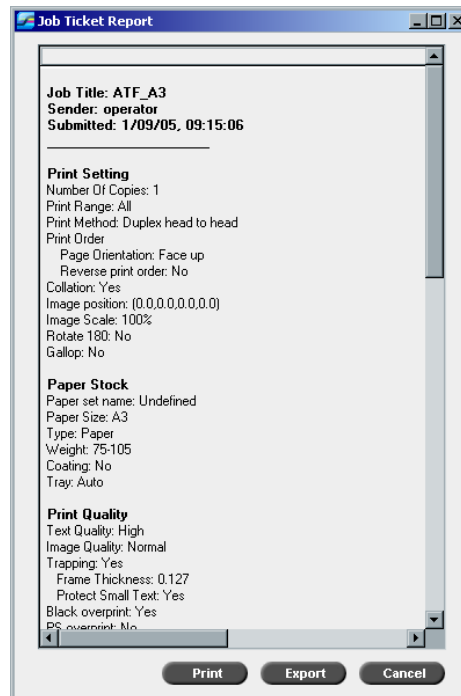 Job Ticket Report
Job Title: ATF_A3
Sender: operator
Submitted: 1/09/05, 09:15:06
Print Setting
Number Of Copies: 1
Print Range: All
Print Method: Duplex head to head
Print Order
Page Orientation: Face up
Reverse print order: No
Collation: Yes
Image position: (0.0,0.0,0.0,0.0)
Image Scale: 100%
Rotate 180: No
Gallop: No
Paper Stock
Paper set name: Undefined
Paper Size: A3
Type: Paper
Weight: 75-105
Coating: No
Tray: Auto
Print Quality
Text Quality: High
Image Quality: Normal
Trapping: Yes
Frame Thickness: 0.127
Protect Small Text: Yes
Black overprint: Yes
PS overprint: No
Print Export Cancel